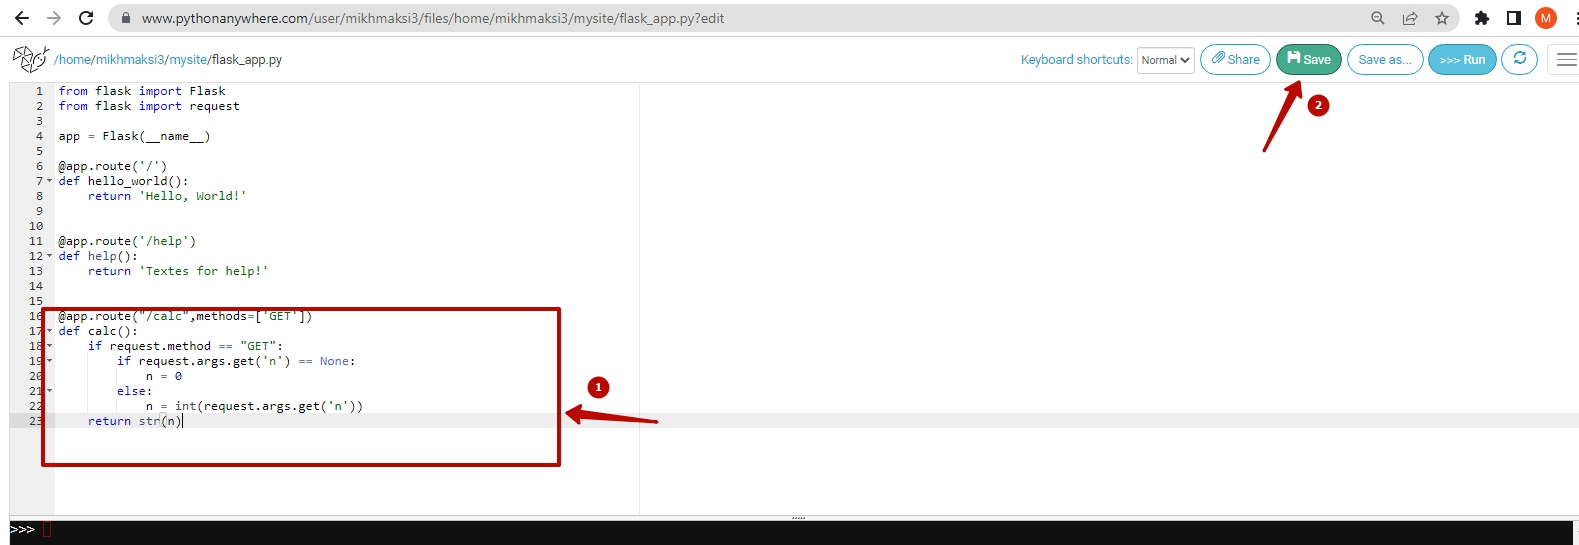 www.pythonanywhere.com/user/mikhmaksi3/files/home/mikhmaksi3/mysite/flask_app.py?edit
M
/home/mikhmaksi3/mysite/flask_app.py
Keyboard shortcuts: Normal Share Save Save as... >>> Run
2
1 from flask import Flask
2 from flask import request
3
4 app = Flask(__name__)
5
6 @app.route('/')
7 def hello_world():
8 return 'Hello, World!'
9
10
11 @app.route('/help')
12 def help():
13 return 'Textes for help!'
14
15
16 @app.route("/calc",methods=['GET'])
17 def calc():
18 if request.method == "GET":
19 if request.args.get('n') == None:
20 n = 0
21 else:
22 n = int(request.args.get('n'))
23 return str(n)
1
>>>